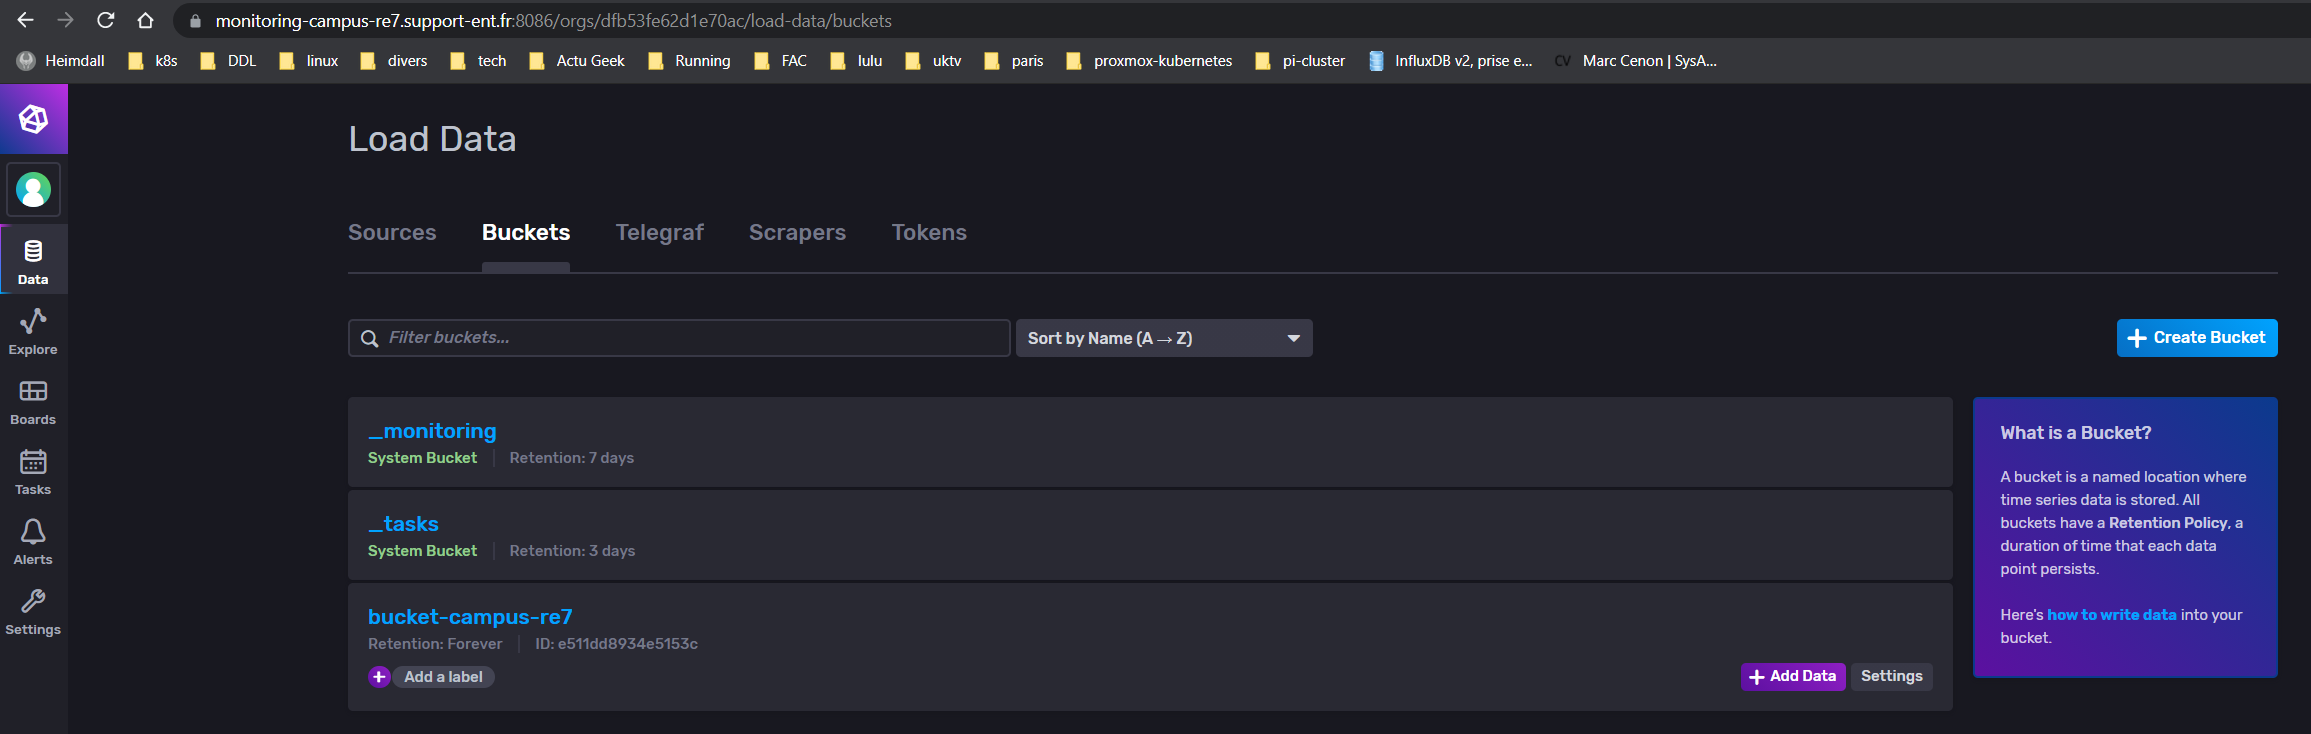 monitoring-campus-re7.support-ent.fr:8086/orgs/dfb53fe62d1e70ac/load-data/buckets
Heimdall k8s DDL linux divers tech Actu Geek Running FAC lulu uktv paris proxmox-kubernetes pi-cluster InfluxDB v2, prise e... CV Marc Cenon | SysA...
Load Data
Sources Buckets Telegraf Scrapers Tokens
Data
Explore
Boards
Tasks
Alerts
Settings
Filter buckets...
Sort by Name (A → Z)
+ Create Bucket
_monitoring
System Bucket Retention: 7 days
_tasks
System Bucket Retention: 3 days
bucket-campus-re7
Retention: Forever ID: e511dd8934e5153c
+ Add a label
+ Add Data Settings
What is a Bucket?
A bucket is a named location where
time series data is stored. All
buckets have a Retention Policy, a
duration of time that each data
point persists.
Here's how to write data into your
bucket.